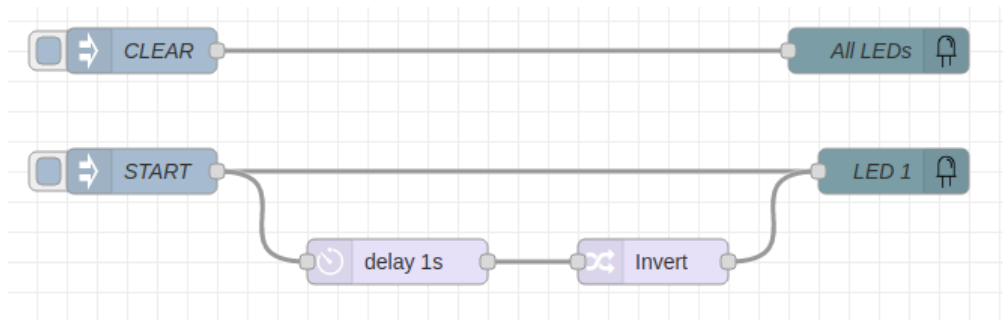 CLEAR
All LEDs
START
LED 1
delay 1s
Invert